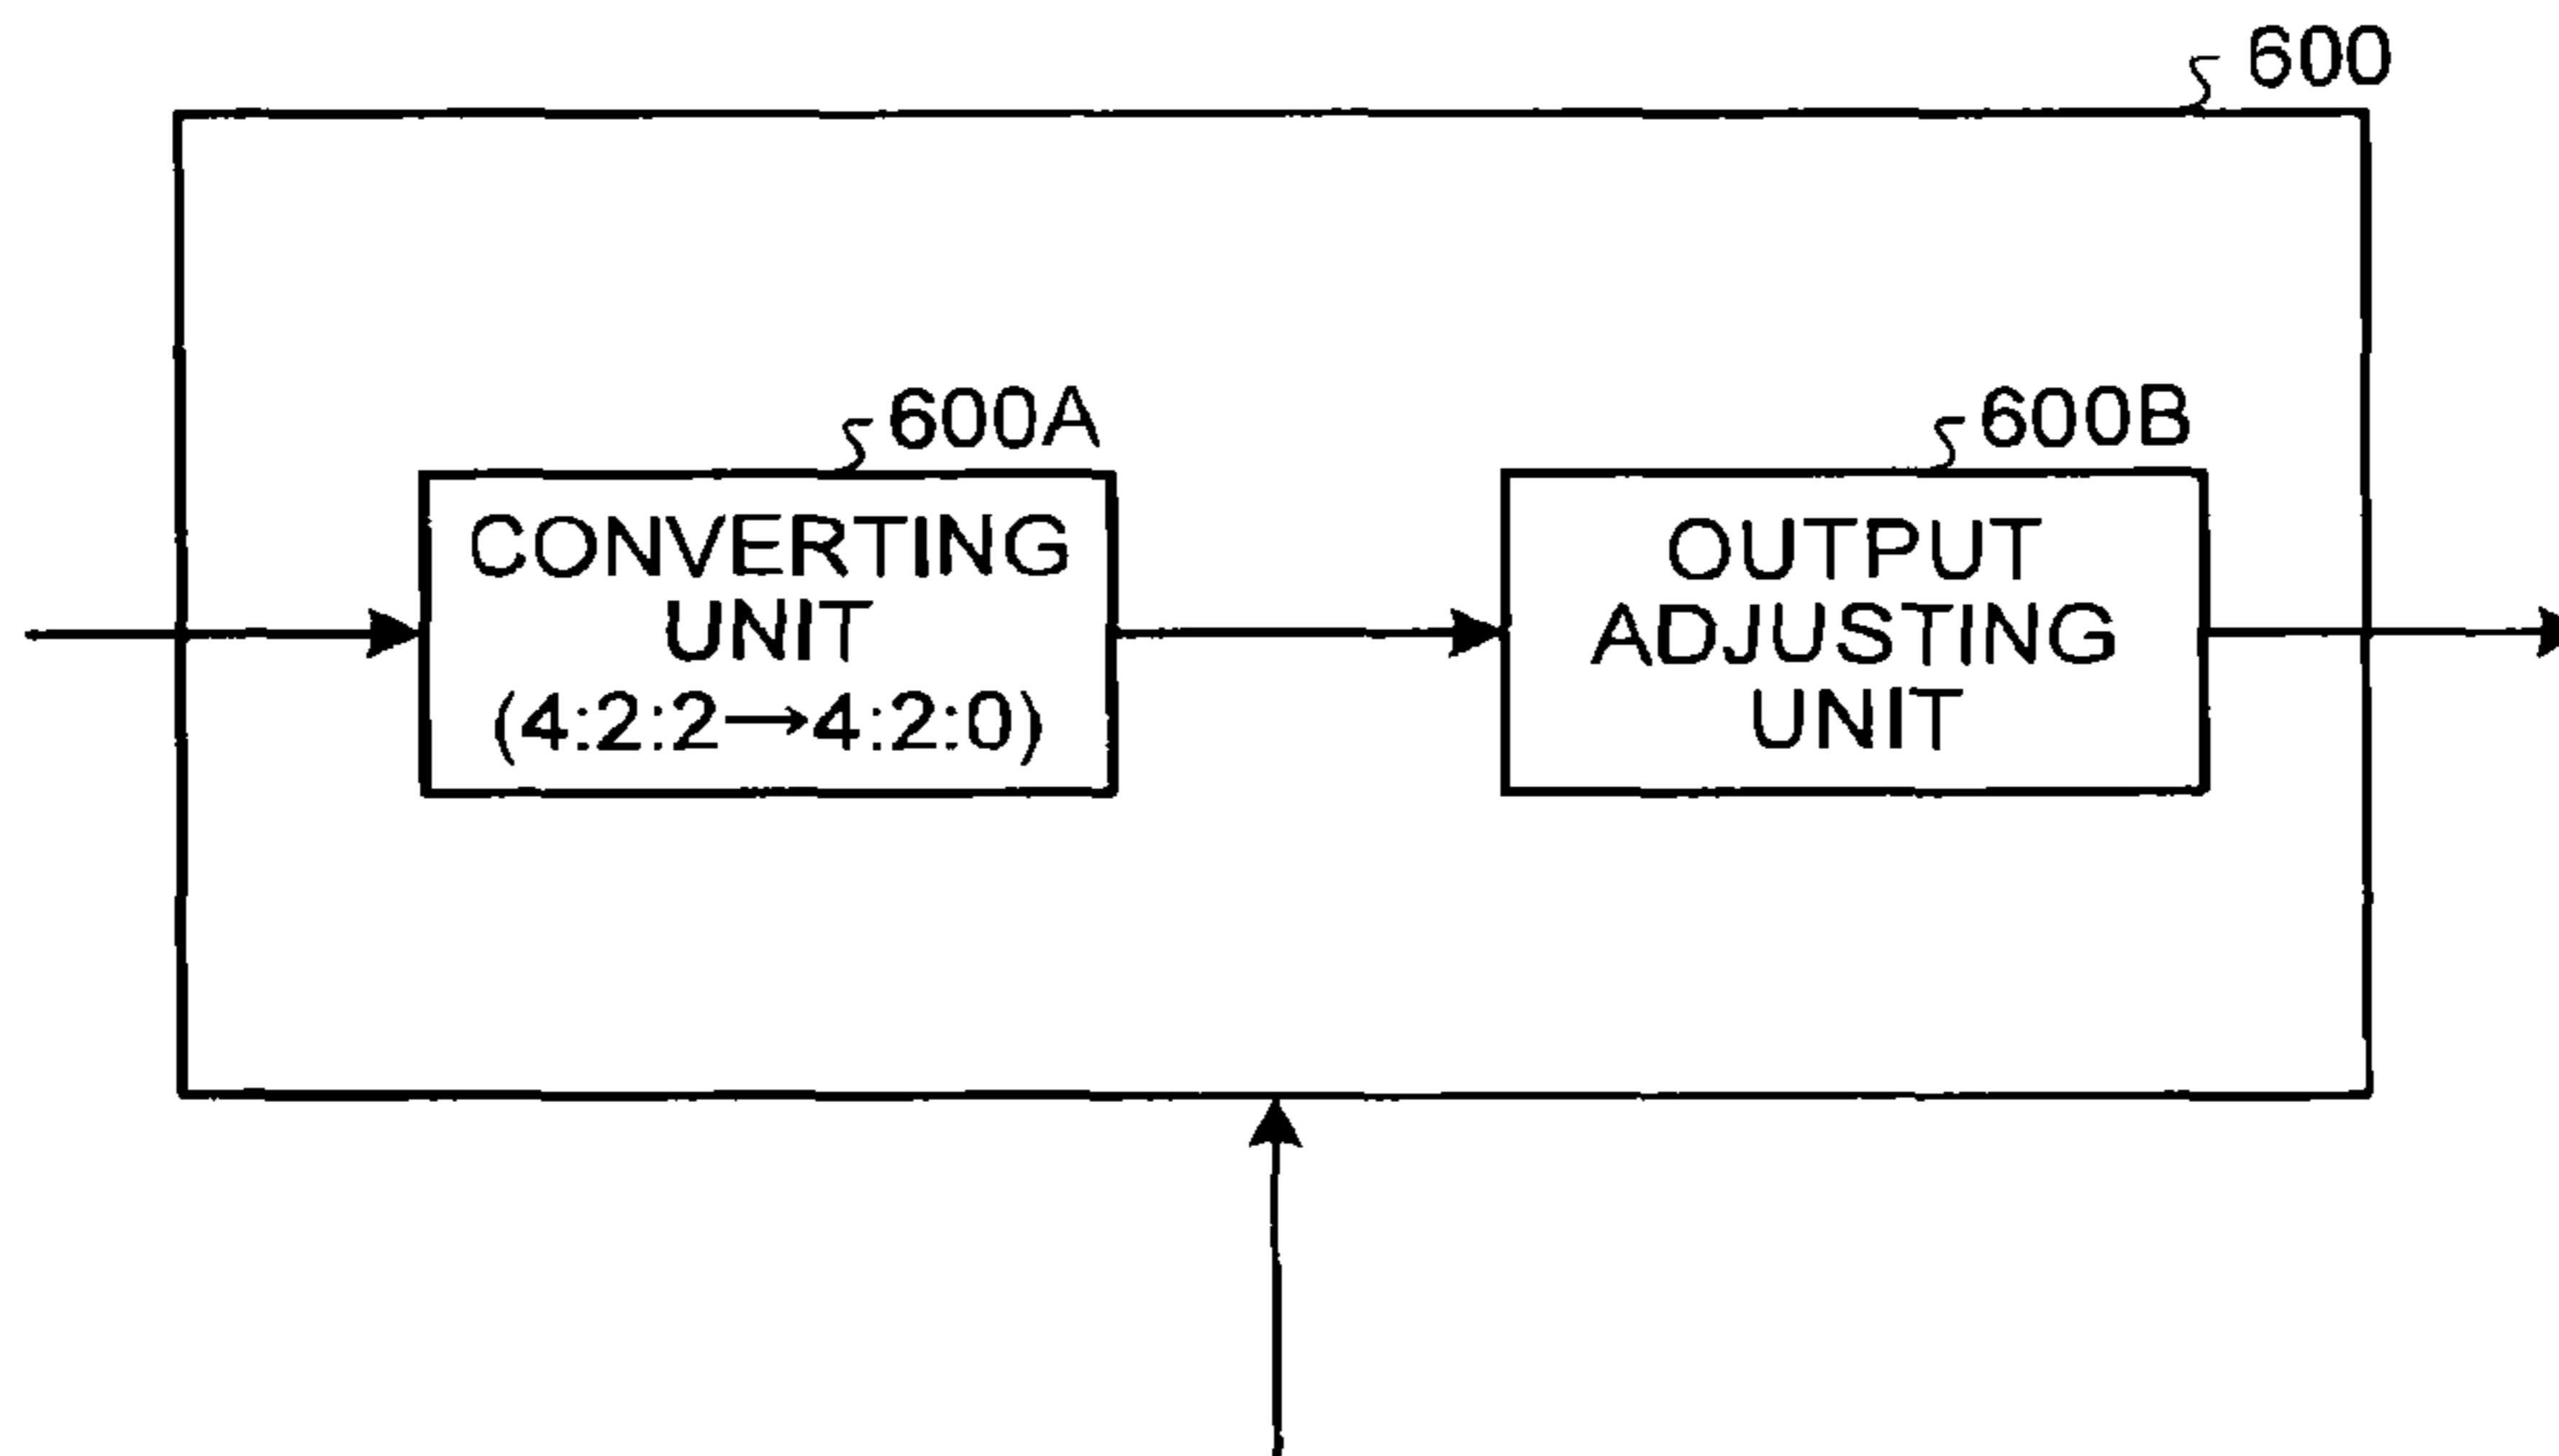 600
600A
CONVERTING
UNIT
(4:2:2→4:2:0)
600B
OUTPUT
ADJUSTING
UNIT